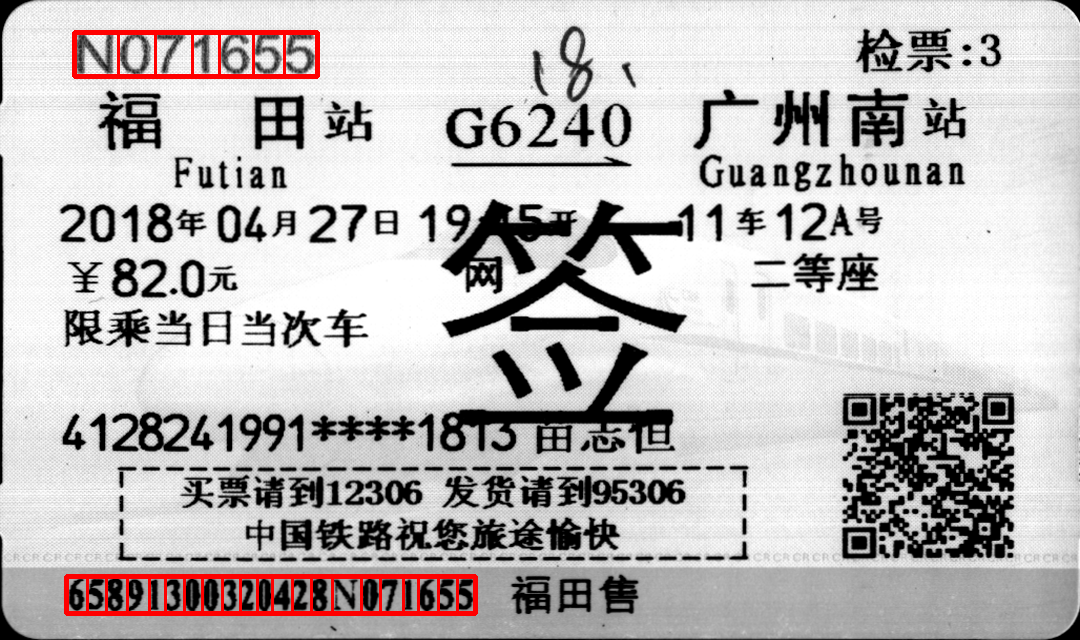 N071655
检票:3
18、
福田站 G6240 广州南站
Futian Guangzhounan
2018年04月27日 19:15开 11车12A号
￥82.0元 网 二等座
限乘当日当次车
签
4128241991****1813 苗志恒
买票请到12306 发货请到95306
中国铁路祝您旅途愉快
CRCRCRCRCR
65891300320428N071655 福田售